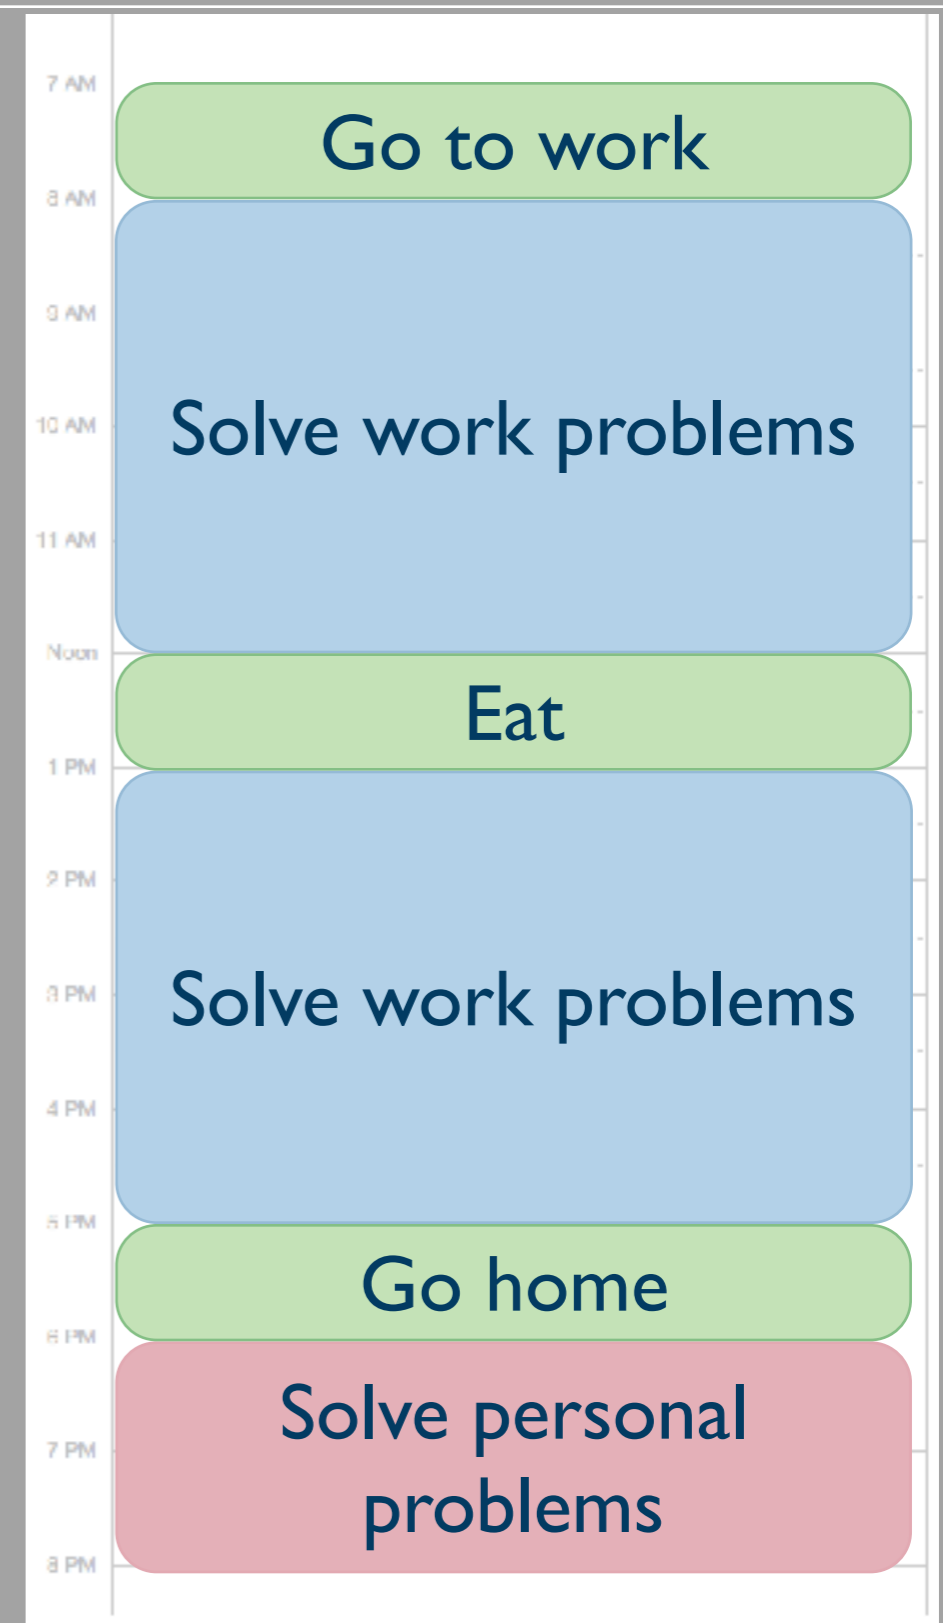 7 AM
Go to work
8 AM
9 AM
Solve work problems
10 AM
11 AM
Noon
Eat
1 PM
2 PM
Solve work problems
3 PM
4 PM
5 PM
Go home
6 PM
Solve personal
7 PM
problems
8 PM